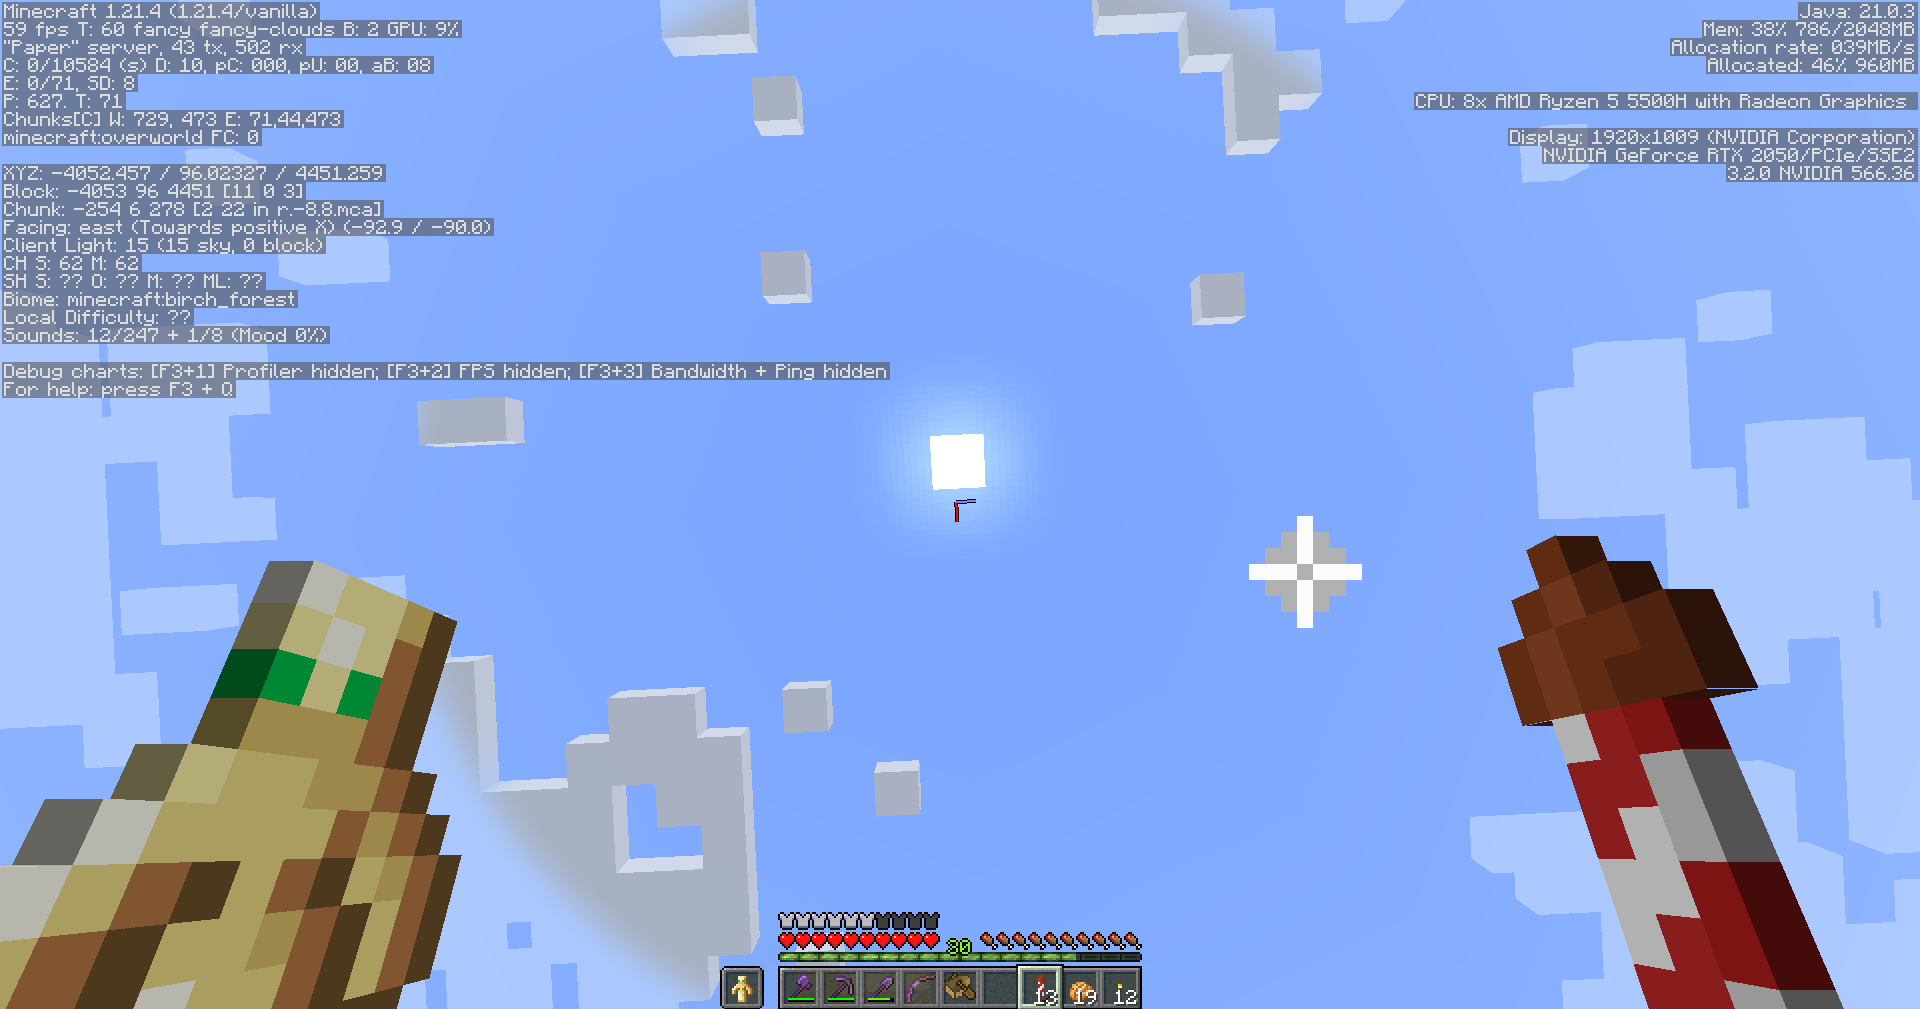 Minecraft 1.21.4 (1.21.4/vanilla)
59 fps T: 60 fancy fancy-clouds B: 2 GPU: 9%
"Paper" server, 43 tx, 502 rx
C: 0/10584 (s) D: 10, pC: 000, pU: 00, aB: 08
E: 0/71, SD: 8
P: 627. T: 71
Chunks[C] W: 729, 473 E: 71,44,473
minecraft:overworld FC: 0
XYZ: -4052.457 / 96.02327 / 4451.259
Block: -4053 96 4451 [11 0 3]
Chunk: -254 6 278 [2 22 in r.-8.8.mca]
Facing: east (Towards positive X) (-92.9 / -90.0)
Client Light: 15 (15 sky, 0 block)
CH S: 62 M: 62
SH S: ?? O: ?? M: ?? ML: ??
Biome: minecraft:birch_forest
Local Difficulty: ??
Sounds: 12/247 + 1/8 (Mood 0%)
Debug charts: [F3+1] Profiler hidden; [F3+2] FPS hidden; [F3+3] Bandwidth + Ping hidden
For help: press F3 + Q
Java: 21.0.3
Mem: 38% 786/2048MB
Allocation rate: 039MB/s
Allocated: 46% 960MB
CPU: 8x AMD Ryzen 5 5500H with Radeon Graphics
Display: 1920x1009 (NVIDIA Corporation)
NVIDIA GeForce RTX 2050/PCIe/SSE2
3.2.0 NVIDIA 566.36
30
13 19 12